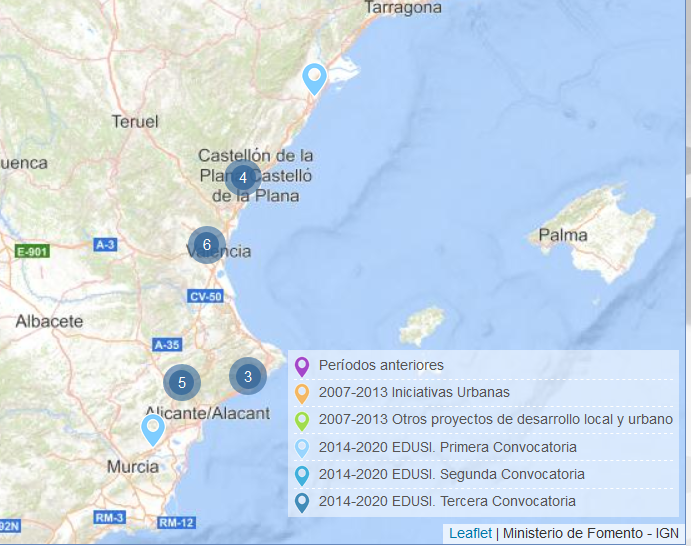 Tarragona
Teruel
uenca
Castellón de la
Plana/Castelló
de la Plana
4
6
Valencia
E-901
A-3
Palma
CV-50
Albacete
A-35
5
3
Alicante/Alacant
Murcia
92N
RM-3
RM-12
Períodos anteriores
2007-2013 Iniciativas Urbanas
2007-2013 Otros proyectos de desarrollo local y urbano
2014-2020 EDUSI. Primera Convocatoria
2014-2020 EDUSI. Segunda Convocatoria
2014-2020 EDUSI. Tercera Convocatoria
Leaflet | Ministerio de Fomento - IGN